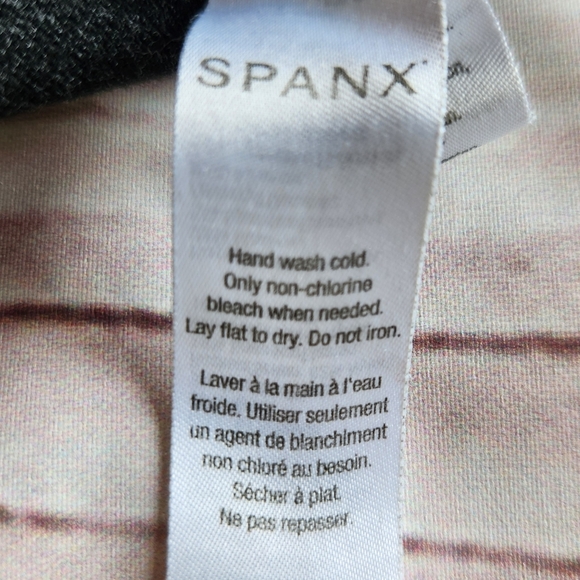 SPANX
Hand wash cold.
Only non-chlorine
bleach when needed.
Lay flat to dry. Do not iron.
Laver à la main à l'eau
froide. Utiliser seulement
un agent de blanchiment
non chloré au besoin.
Sécher à plat.
Ne pas repasser.